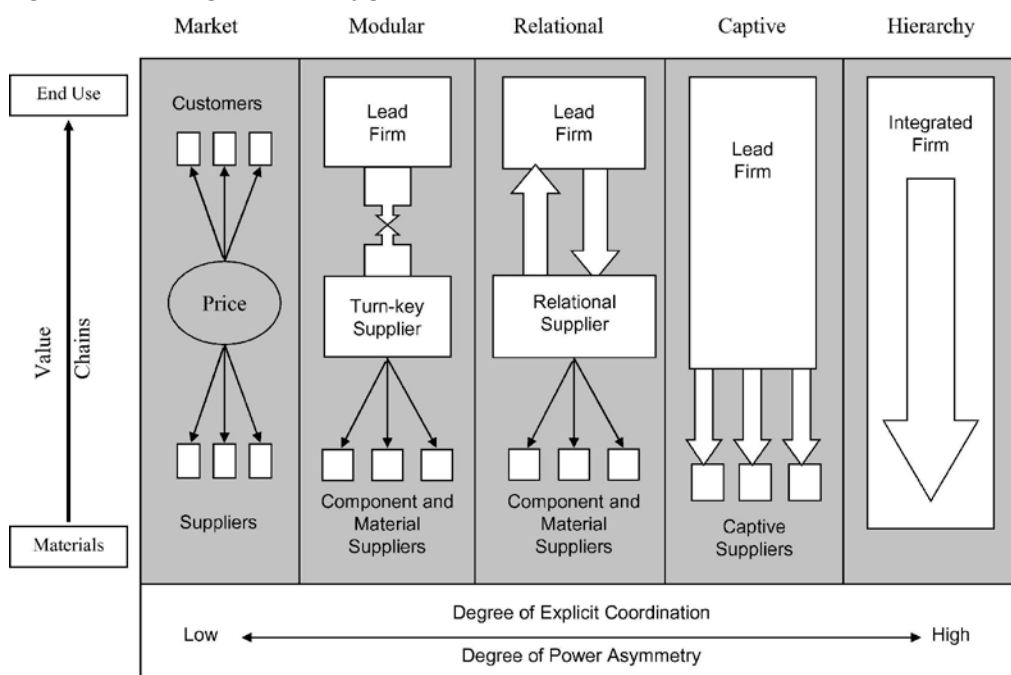 Market
Modular
Relational
Captive
Hierarchy
End Use
Value
Chains
Materials
Customers
Price
Suppliers
Lead
Firm
Turn-key
Supplier
Component and
Material
Suppliers
Lead
Firm
Relational
Supplier
Component and
Material
Suppliers
Lead
Firm
Captive
Suppliers
Integrated
Firm
Degree of Explicit Coordination
Low
High
Degree of Power Asymmetry